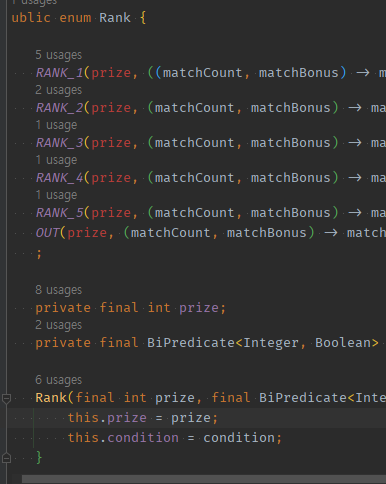 usages
ublic enum Rank {
5 usages
RANK_1(prize, ((matchCount, matchBonus) → m
2 usages
RANK_2(prize, (matchCount, matchBonus) → ma
1 usage
RANK_3(prize, (matchCount, matchBonus) → ma
1 usage
RANK_4(prize, (matchCount, matchBonus) → ma
1 usage
RANK_5(prize, (matchCount, matchBonus) → ma
OUT(prize, (matchCount, matchBonus) → match
;
8 usages
private final int prize;
2 usages
private final BiPredicate<Integer, Boolean>
6 usages
Rank(final int prize, final BiPredicate<Inte
this.prize = prize;
this.condition = condition;
}